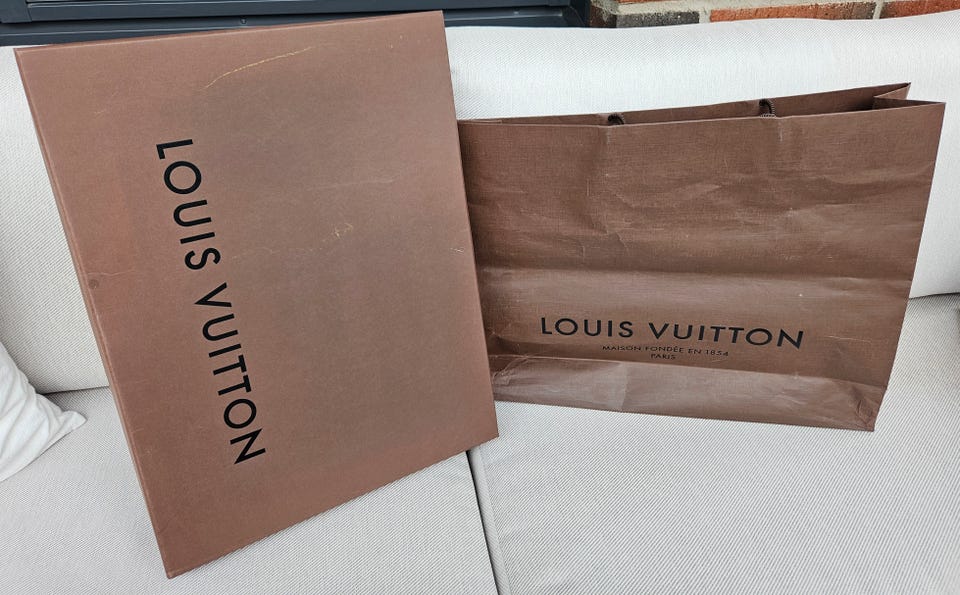 LOUIS VUITTON
LOUIS VUITTON
MAISON FONDÉE EN 1854
PARIS